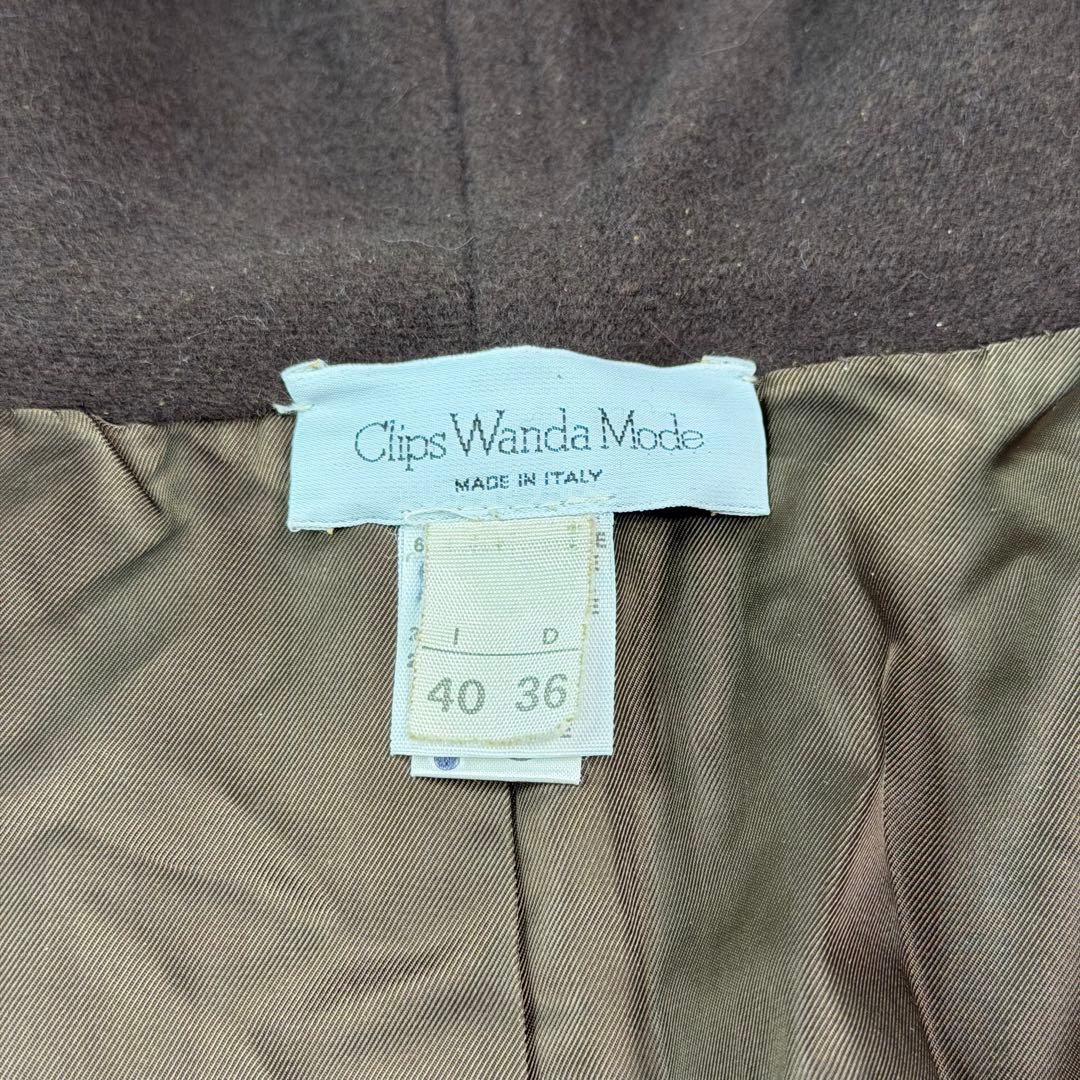 Clips Wanda Mode
MADE IN ITALY
I D
40 36